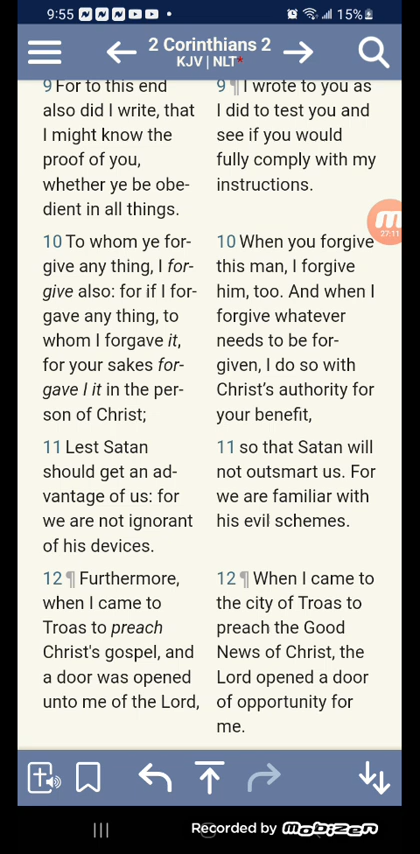 9:55
15%
2 Corinthians 2
KJV | NLT*
9 For to this end
also did I write, that
I might know the
proof of you,
whether ye be obe-
dient in all things.
10 To whom ye for-
give any thing, I for-
give also: for if I for-
gave any thing, to
whom I forgave it,
for your sakes for-
gave I it in the per-
son of Christ;
11 Lest Satan
should get an ad-
vantage of us: for
we are not ignorant
of his devices.
12 ¶ Furthermore,
when I came to
Troas to preach
Christ's gospel, and
a door was opened
unto me of the Lord,
9 ¶ I wrote to you as
I did to test you and
see if you would
fully comply with my
instructions.
10 When you forgive
this man, I forgive
him, too. And when I
forgive whatever
needs to be for-
given, I do so with
Christ's authority for
your benefit,
11 so that Satan will
not outsmart us. For
we are familiar with
his evil schemes.
12 ¶ When I came to
the city of Troas to
preach the Good
News of Christ, the
Lord opened a door
of opportunity for
me.
27:11
Recorded by mobizen